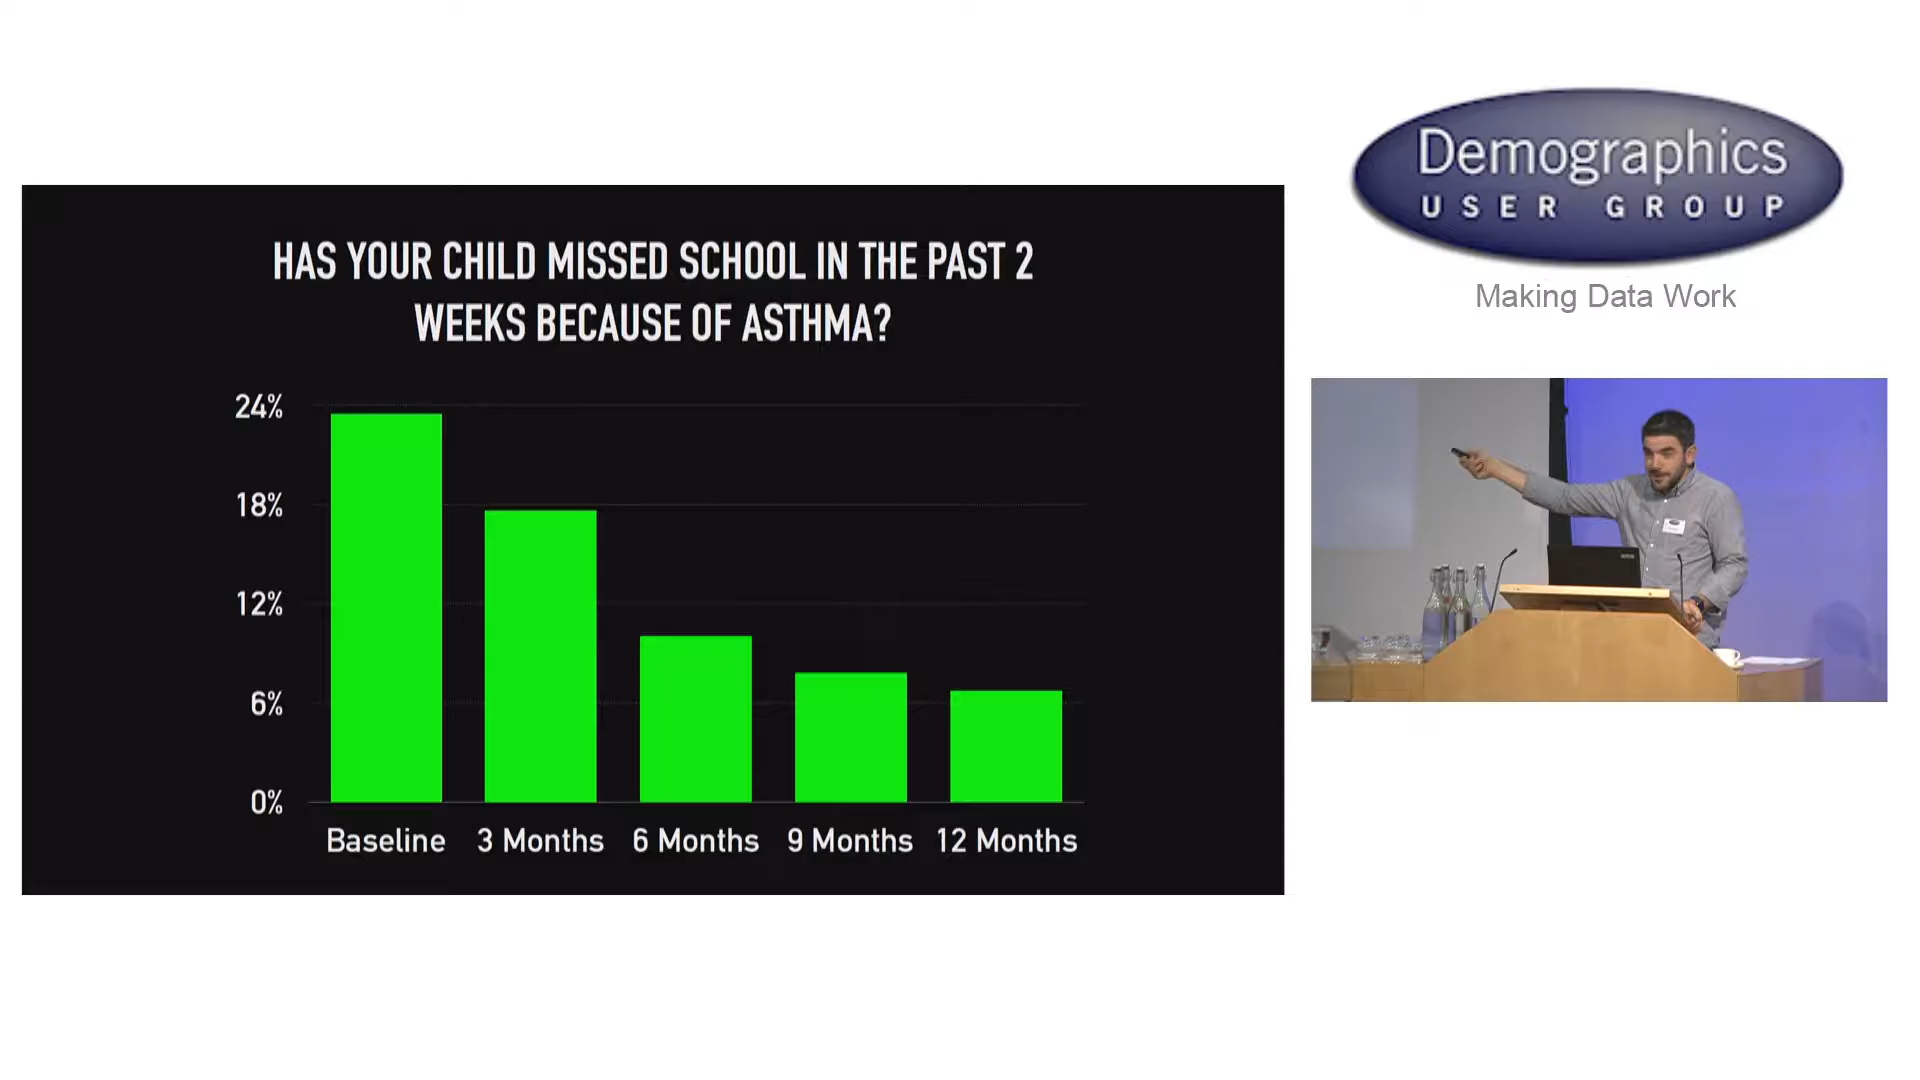 HAS YOUR CHILD MISSED SCHOOL IN THE PAST 2
WEEKS BECAUSE OF ASTHMA?
24%
18%
12%
6%
0%
Baseline 3 Months 6 Months 9 Months 12 Months
Demographics
USER GROUP
Making Data Work